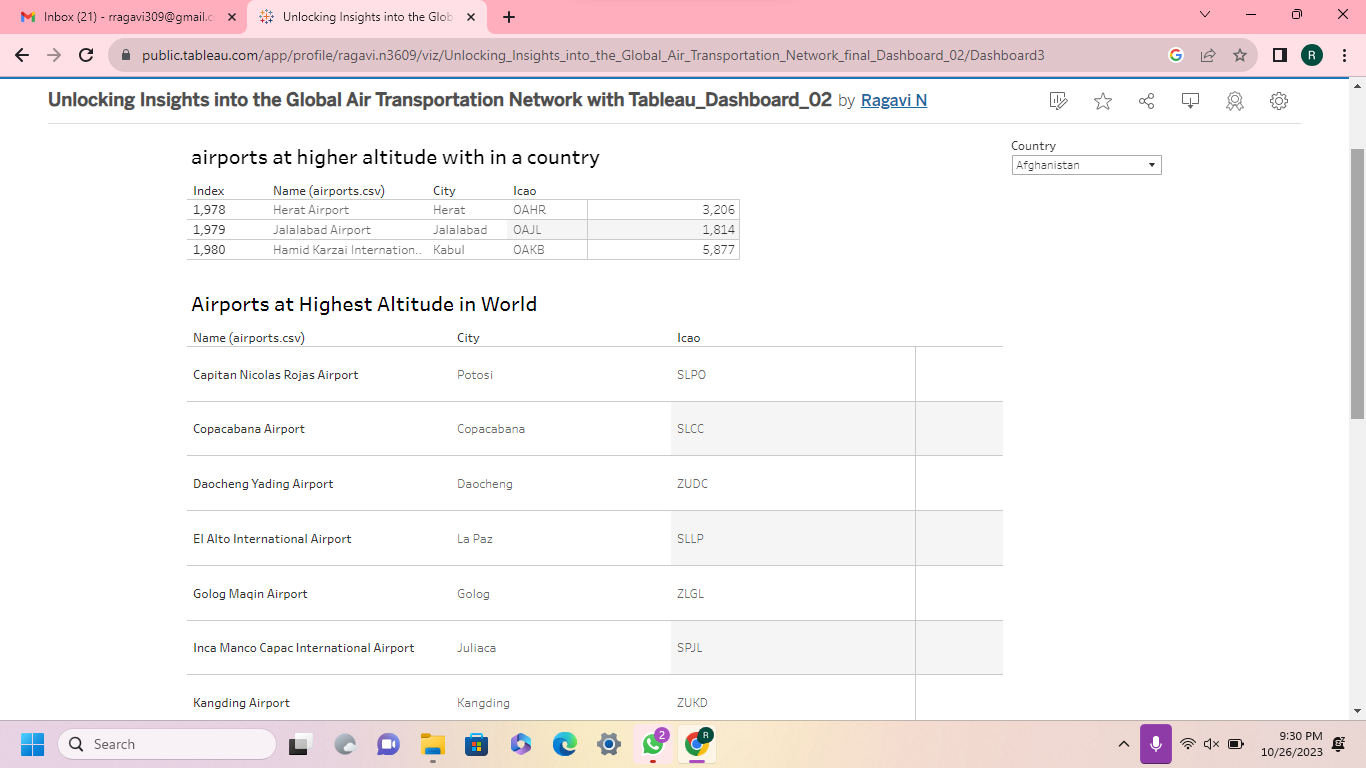 Inbox (21) - rragavi309@gmail.c
Unlocking Insights into the Glob
public.tableau.com/app/profile/ragavi.n3609/viz/Unlocking_Insights_into_the_Global_Air_Transportation_Network_final_Dashboard_02/Dashboard3
R
Unlocking Insights into the Global Air Transportation Network with Tableau_Dashboard_02 by Ragavi N
airports at higher altitude with in a country
Country
Afghanistan
Index Name (airports.csv) City Icao
1,978 Herat Airport Herat OAHR 3,206
1,979 Jalalabad Airport Jalalabad OAJL 1,814
1,980 Hamid Karzai Internation.. Kabul OAKB 5,877
Airports at Highest Altitude in World
Name (airports.csv) City Icao
Capitan Nicolas Rojas Airport Potosi SLPO
Copacabana Airport Copacabana SLCC
Daocheng Yading Airport Daocheng ZUDC
El Alto International Airport La Paz SLLP
Golog Maqin Airport Golog ZLGL
Inca Manco Capac International Airport Juliaca SPJL
Kangding Airport Kangding ZUKD
Search
2
R
9:30 PM
10/26/2023